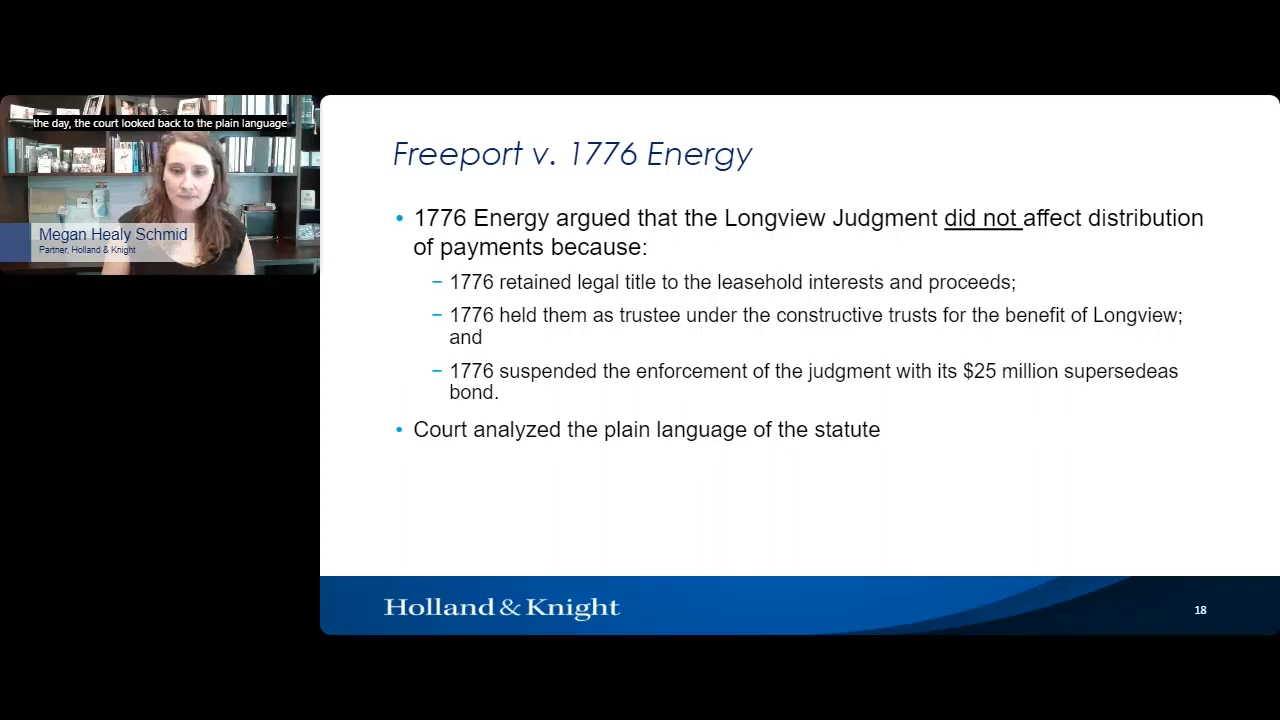 the day, the court looked back to the plain language
Megan Healy Schmid
Partner, Holland & Knight
Freeport v. 1776 Energy
• 1776 Energy argued that the Longview Judgment did not affect distribution
of payments because:
− 1776 retained legal title to the leasehold interests and proceeds;
− 1776 held them as trustee under the constructive trusts for the benefit of Longview;
and
− 1776 suspended the enforcement of the judgment with its $25 million supersedeas
bond.
• Court analyzed the plain language of the statute
Holland & Knight
18